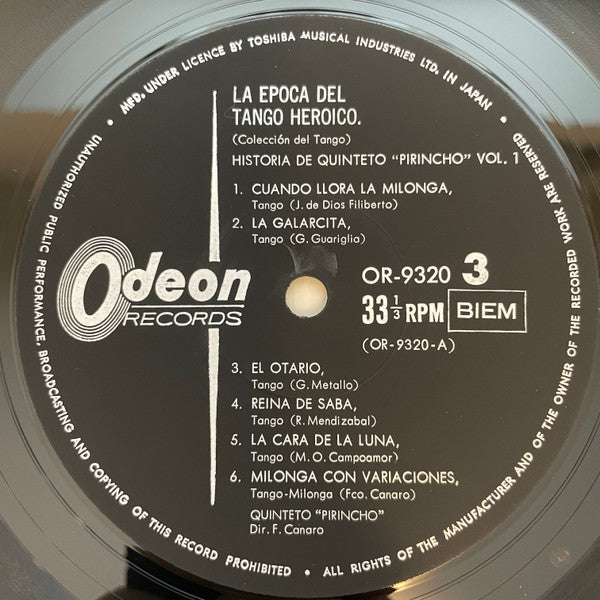 MFD. UNDER LICENCE BY TOSHIBA MUSICAL INDUSTRIES LTD. IN JAPAN •
LA EPOCA DEL
TANGO HEROICO.
(Colección del Tango)
HISTORIA DE QUINTETO "PIRINCHO" VOL. 1
1. CUANDO LLORA LA MILONGA,
Tango (J. de Dios Filiberto)
2. LA GALARCITA,
Tango (G. Guariglia)
Odeon
RECORDS
OR-9320 3
33 1/3 RPM BIEM
(OR-9320-A)
3. EL OTARIO,
Tango (G. Metallo)
4. REINA DE SABA,
Tango (R. Mendizabal)
5. LA CARA DE LA LUNA,
Tango (M. O. Campoamor)
6. MILONGA CON VARIACIONES,
Tango-Milonga (Fco. Canaro)
QUINTETO "PIRINCHO"
Dir. F. Canaro
ALL RIGHTS OF THE MANUFACTURER AND OF THE OWNER OF THE RECORDED WORK ARE RESERVED
UNAUTHORIZED PUBLIC PERFORMANCE, BROADCASTING AND COPYING OF THIS RECORD PROHIBITED •